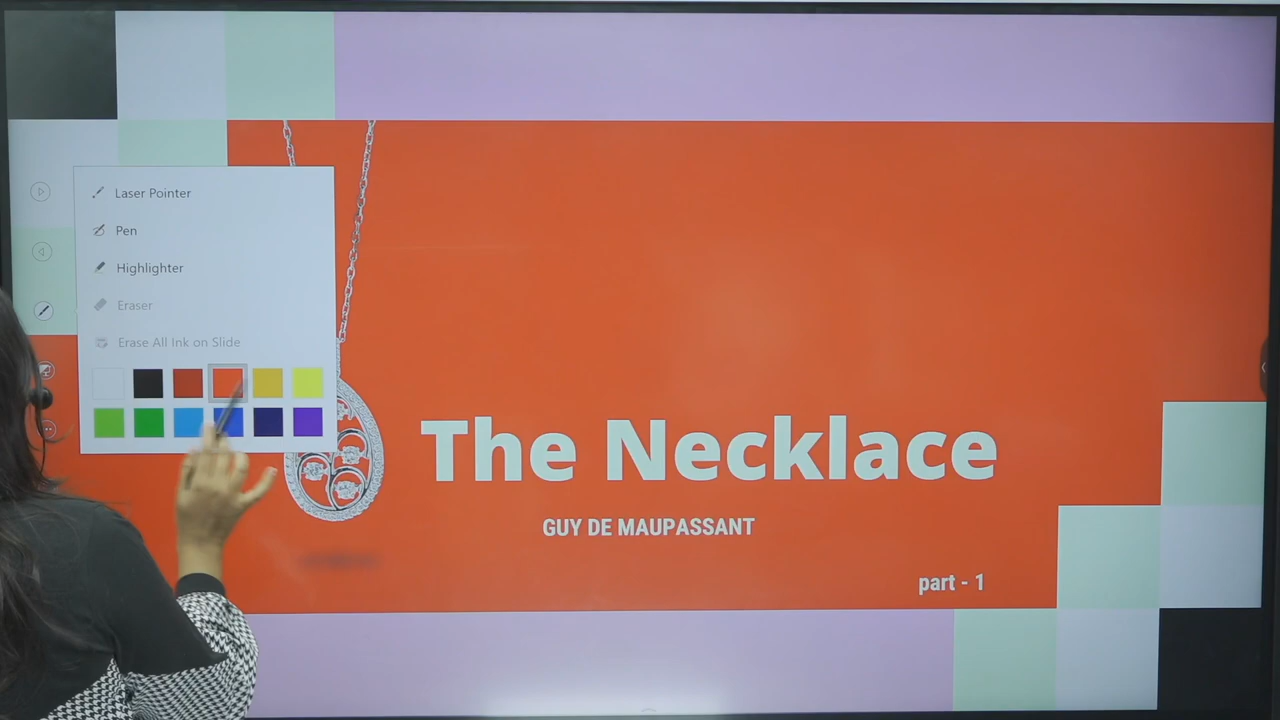 Laser Pointer
Pen
Highlighter
Eraser
Erase All Ink on Slide
The Necklace
GUY DE MAUPASSANT
part - 1